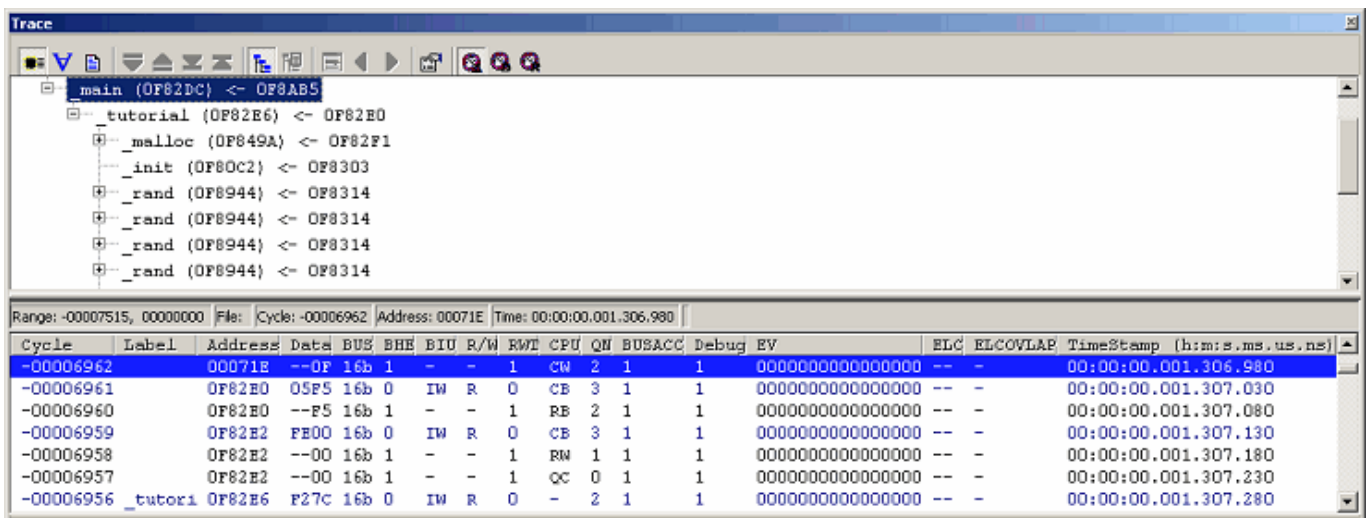 Trace
_main (0F82DC) <- 0F8AB5
_tutorial (0F82E6) <- 0F82E0
_malloc (0F849A) <- 0F82F1
_init (0F80C2) <- 0F8303
_rand (0F8944) <- 0F8314
_rand (0F8944) <- 0F8314
_rand (0F8944) <- 0F8314
_rand (0F8944) <- 0F8314
Range: -00007515, 00000000 File: Cycle: -00006962 Address: 00071E Time: 00:00:00.001.306.980
Cycle Label Address Data BUS BHE BIU R/W RWT CPU QN BUSACC Debug EV ELC ELCOVLAP TimeStamp (h:m:s.ms.us.ns)
-00006962 00071E --0F 16b 1 - - 1 CW 2 1 1 0000000000000000 -- - 00:00:00.001.306.980
-00006961 0F82E0 05F5 16b 0 IW R 0 CB 3 1 1 0000000000000000 -- - 00:00:00.001.307.030
-00006960 0F82E0 --F5 16b 1 - - 1 RB 2 1 1 0000000000000000 -- - 00:00:00.001.307.080
-00006959 0F82E2 FE00 16b 0 IW R 0 CB 3 1 1 0000000000000000 -- - 00:00:00.001.307.130
-00006958 0F82E2 --00 16b 1 - - 1 RW 1 1 1 0000000000000000 -- - 00:00:00.001.307.180
-00006957 0F82E2 --00 16b 1 - - 1 QC 0 1 1 0000000000000000 -- - 00:00:00.001.307.230
-00006956 _tutori 0F82E6 F27C 16b 0 IW R 0 - 2 1 1 0000000000000000 -- - 00:00:00.001.307.280